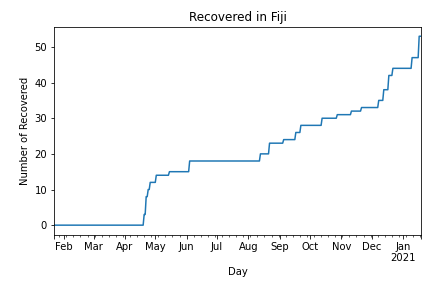 Recovered in Fiji
Number of Recovered
50
40
30
20
10
0
Feb Mar Apr May Jun Jul Aug Sep Oct Nov Dec Jan
2021
Day